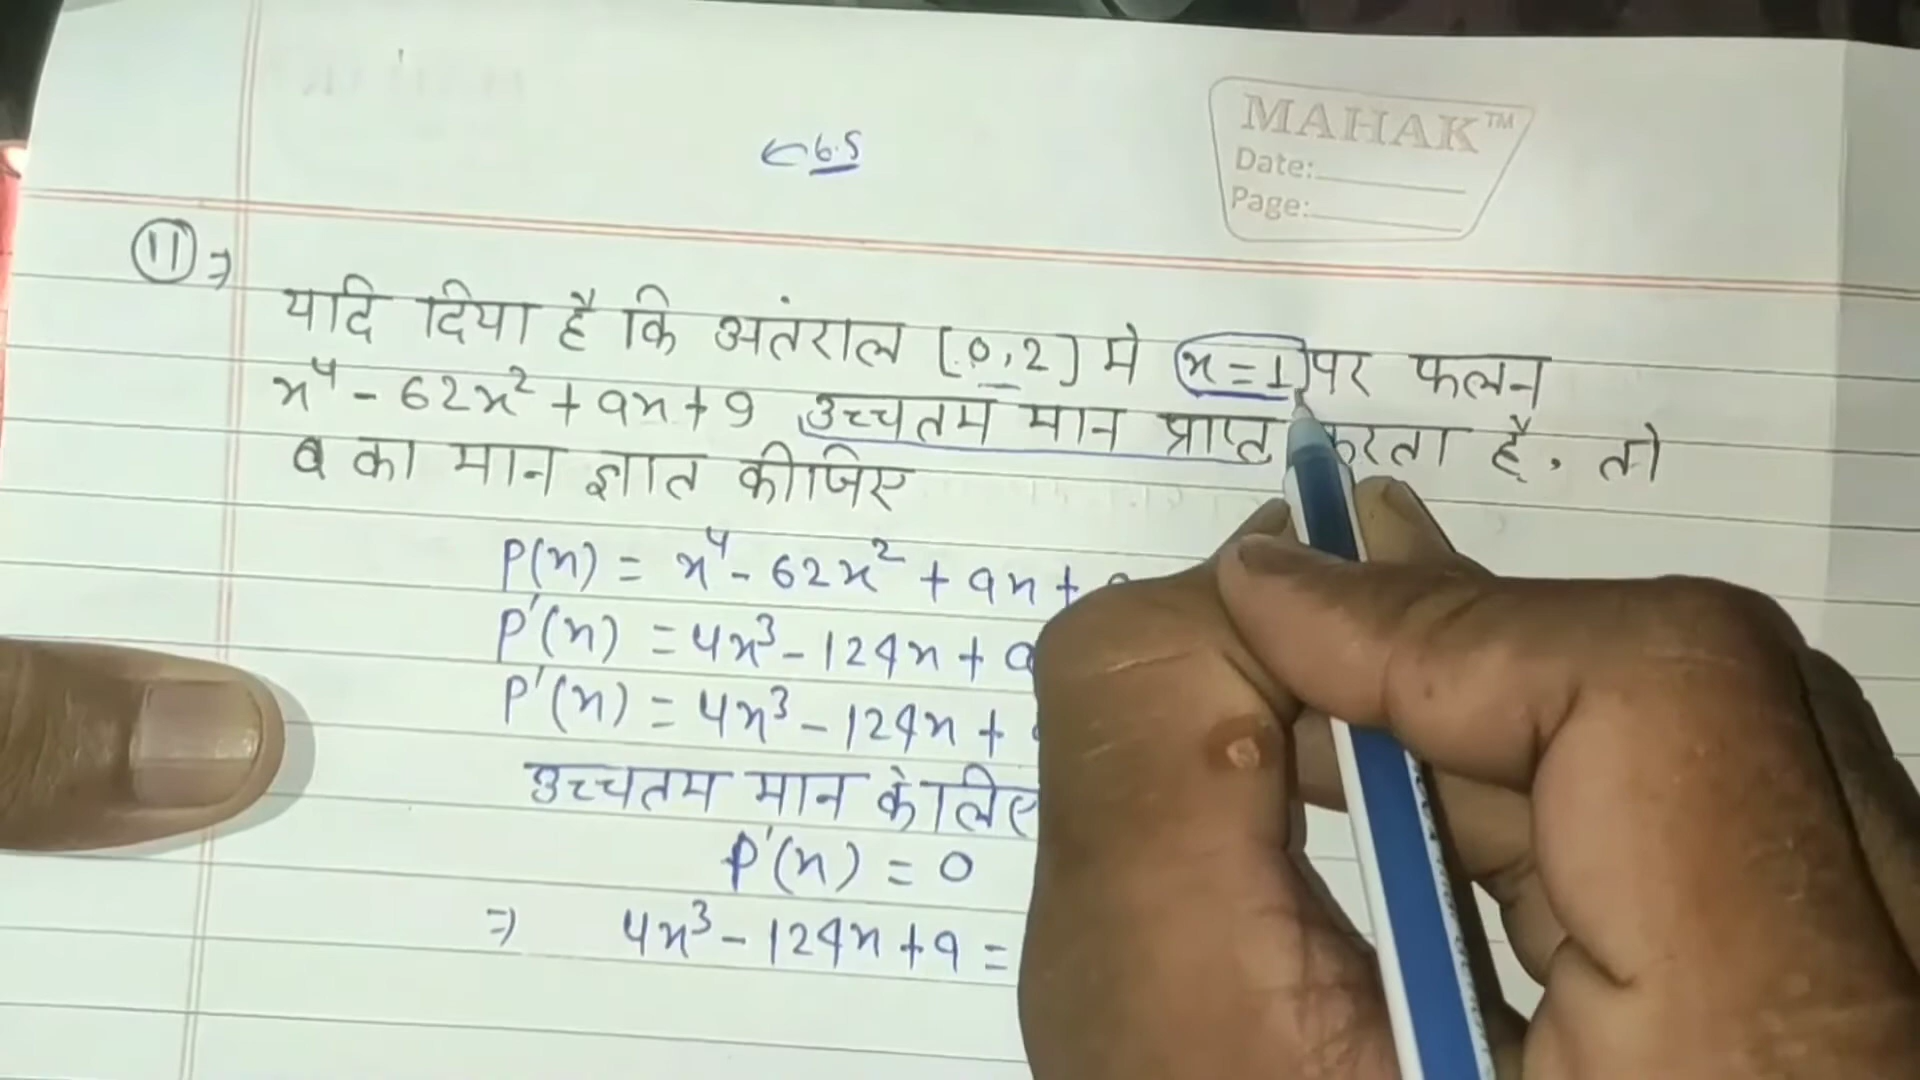 ←6.5
MAHAK™
Date:
Page:
11 ⇒
यदि दिया है कि अतंराल [0,2] मे x=1 पर फलन
x⁴ - 62x² + ax + 9 उच्चतम मान प्राप्त करता है, तो
a का मान ज्ञात कीजिए
P(x) = x⁴ - 62x² + ax +
P'(x) = 4x³ - 124x + a
P'(x) = 4x³ - 124x +
उच्चतम मान के लिए
P'(x) = 0
⇒ 4x³ - 124x + a =